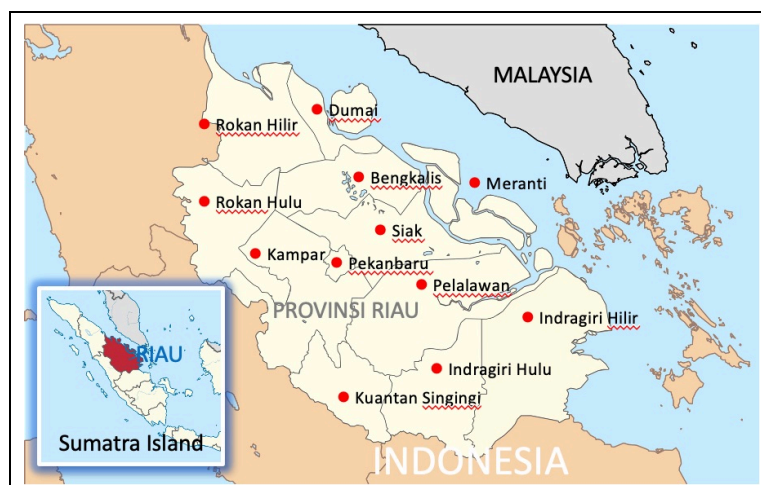 MALAYSIA
Dumai
Rokan Hilir
Bengkalis
Meranti
Rokan Hulu
Siak
Kampar
Pekanbaru
Pelalawan
PROVINSI RIAU
Indragiri Hilir
RIAU
Indragiri Hulu
Kuantan Singingi
Sumatra Island
INDONESIA